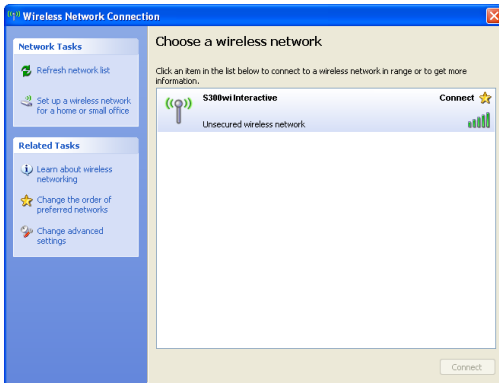 Wireless Network Connection
Network Tasks
Refresh network list
Set up a wireless network
for a home or small office
Related Tasks
Learn about wireless
networking
Change the order of
preferred networks
Change advanced
settings
Choose a wireless network
Click an item in the list below to connect to a wireless network in range or to get more
information.
S300wi Interactive
Connect
Unsecured wireless network
Connect